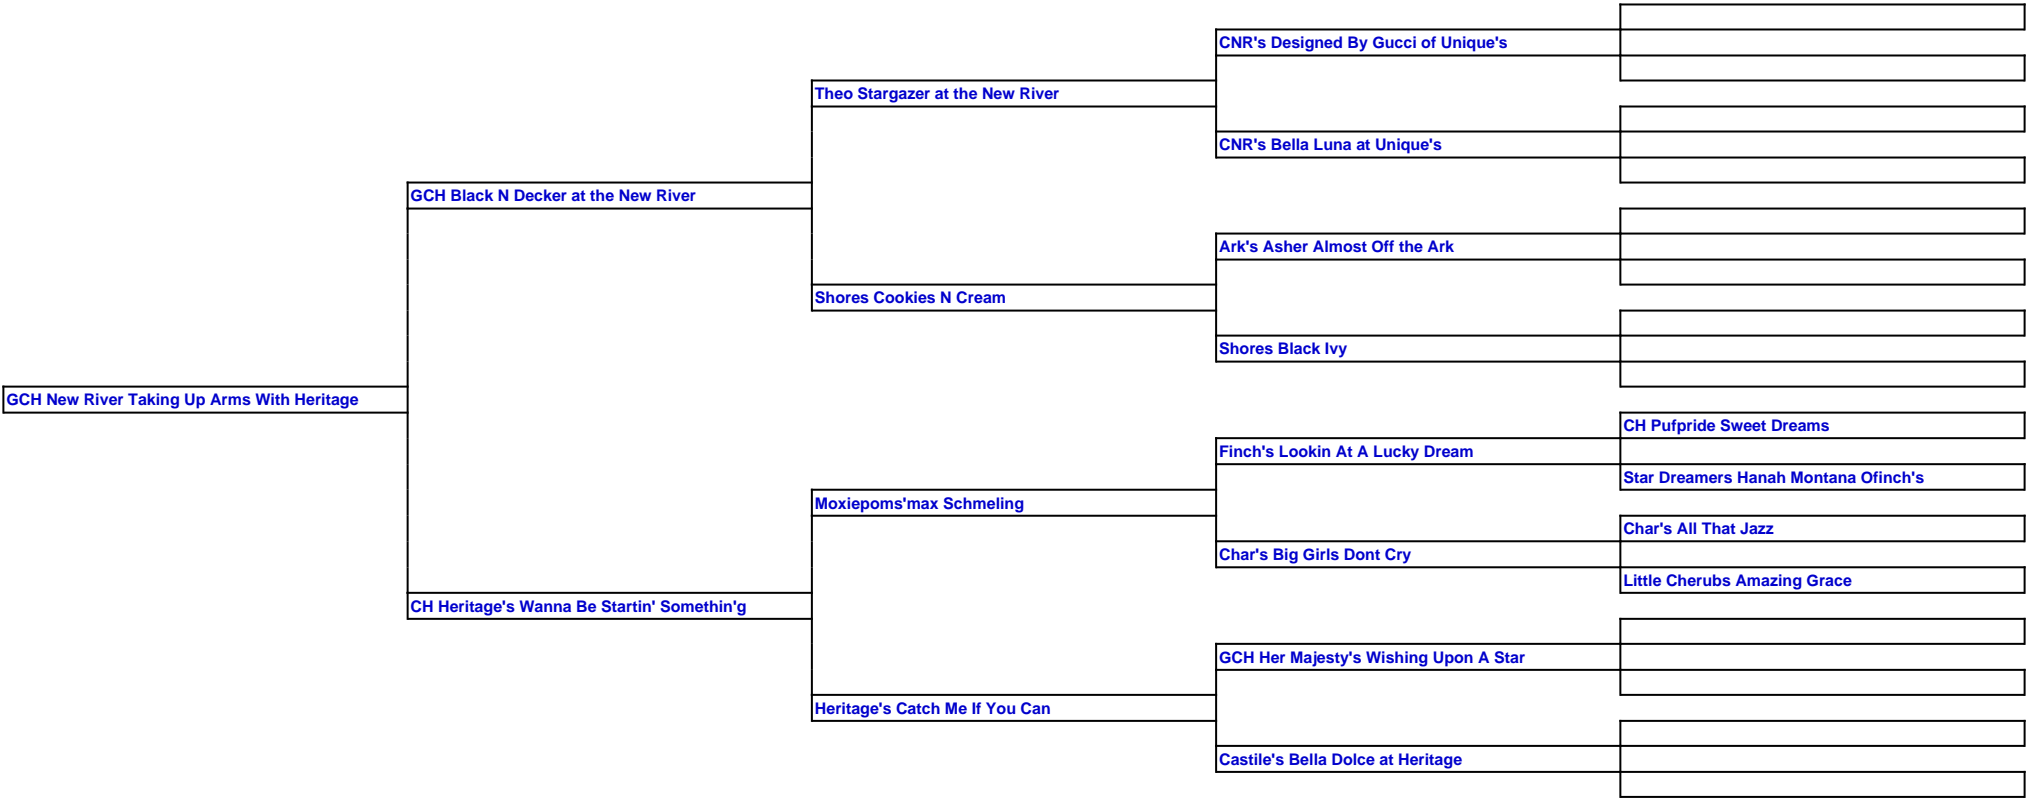 CNR's Designed By Gucci of Unique's
Theo Stargazer at the New River
CNR's Bella Luna at Unique's
GCH Black N Decker at the New River
Ark's Asher Almost Off the Ark
Shores Cookies N Cream
Shores Black Ivy
GCH New River Taking Up Arms With Heritage
CH Pufpride Sweet Dreams
Finch's Lookin At A Lucky Dream
Star Dreamers Hanah Montana Ofinch's
Moxiepoms'max Schmeling
Char's All That Jazz
Char's Big Girls Dont Cry
Little Cherubs Amazing Grace
CH Heritage's Wanna Be Startin' Somethin'g
GCH Her Majesty's Wishing Upon A Star
Heritage's Catch Me If You Can
Castile's Bella Dolce at Heritage